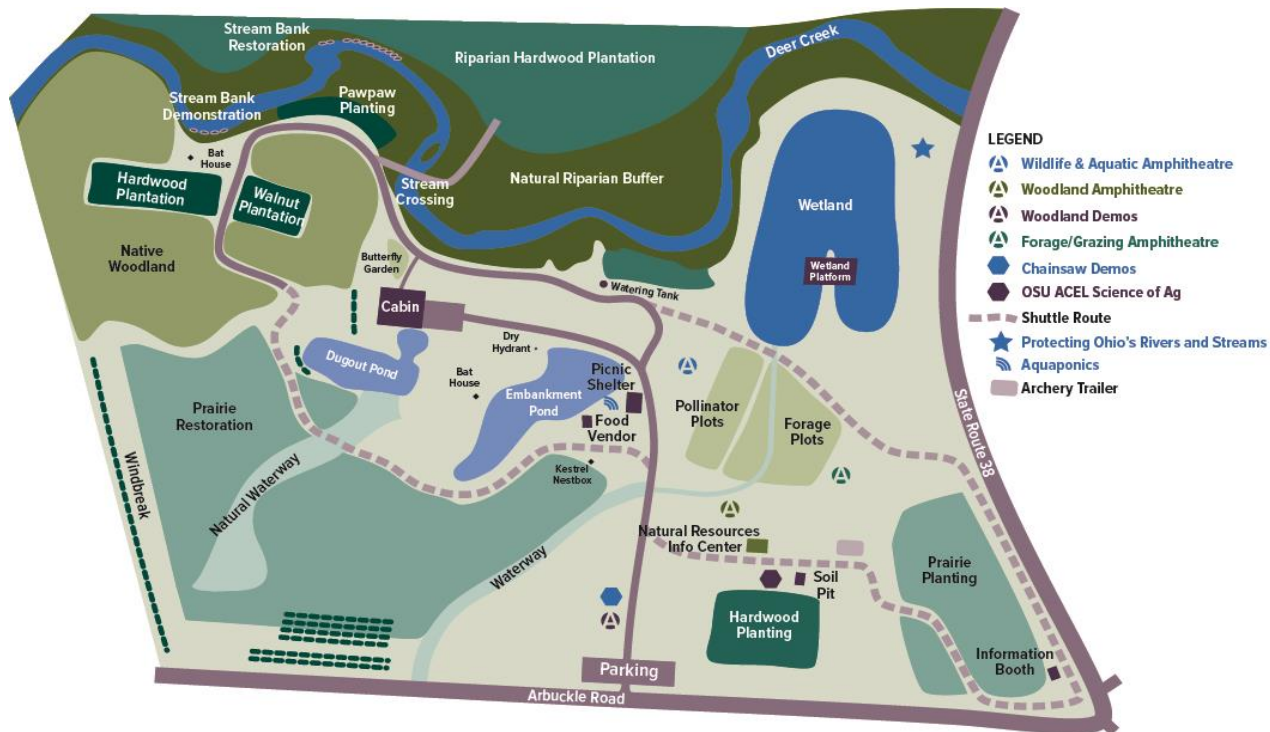 Stream Bank
Restoration
Riparian Hardwood Plantation
Deer Creek
Stream Bank
Demonstration
Pawpaw
Planting
Bat
House
Hardwood
Plantation
Walnut
Plantation
Stream
Crossing
Natural Riparian Buffer
Wetland
Wetland
Platform
Native
Woodland
Butterfly
Garden
Cabin
Watering Tank
Dry
Hydrant
Dugout Pond
Bat
House
Embankment
Pond
Picnic
Shelter
Food
Vendor
Pollinator
Plots
Forage
Plots
Prairie
Restoration
Windbreak
Natural Waterway
Kestrel
Nestbox
Waterway
Natural Resources
Info Center
Soil
Pit
Prairie
Planting
Hardwood
Planting
Information
Booth
Parking
Arbuckle Road
State Route 38
LEGEND
Wildlife & Aquatic Amphitheatre
Woodland Amphitheatre
Woodland Demos
Forage/Grazing Amphitheatre
Chainsaw Demos
OSU ACEL Science of Ag
Shuttle Route
Protecting Ohio's Rivers and Streams
Aquaponics
Archery Trailer